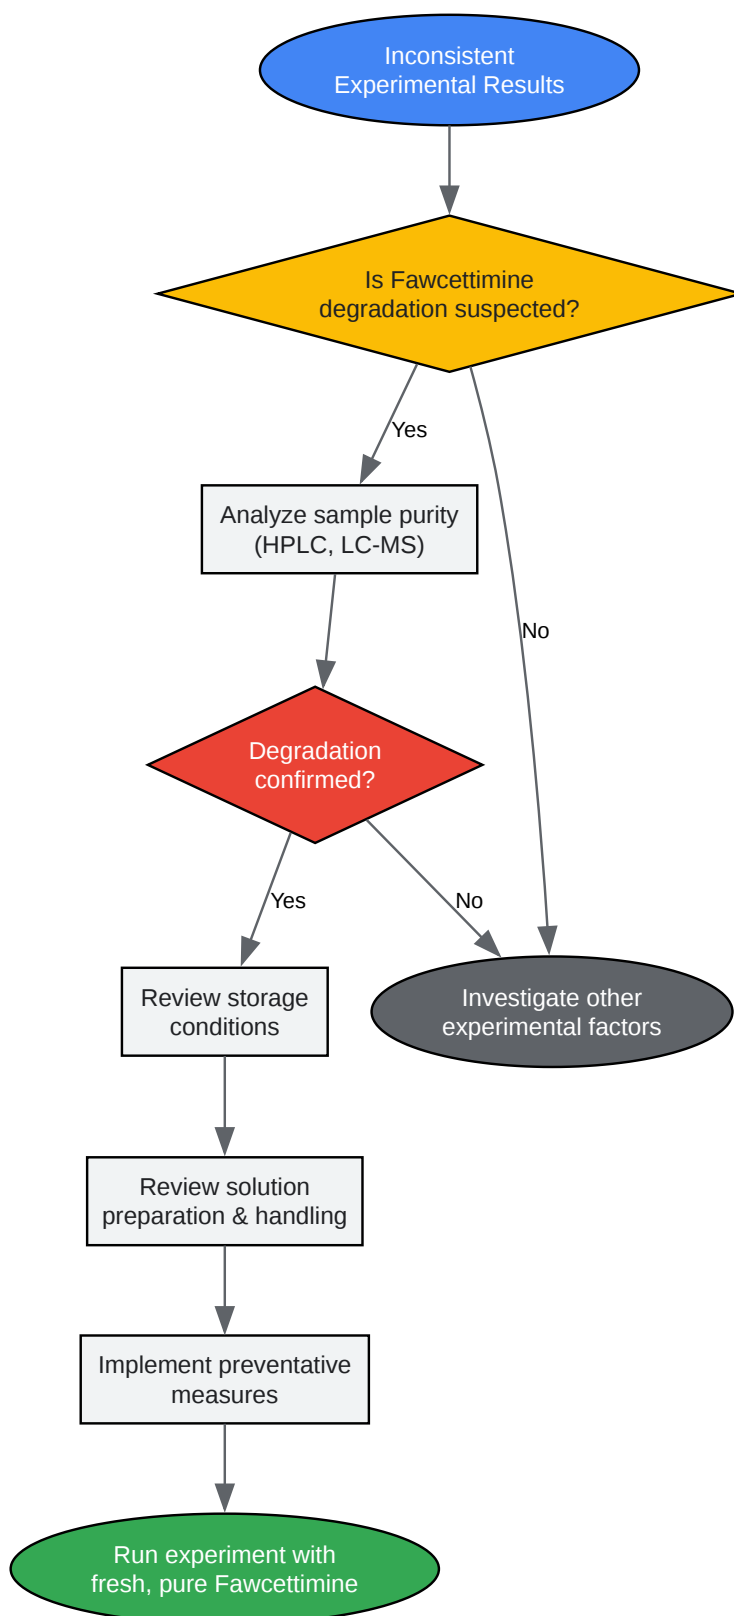 Inconsistent
Experimental Results
Is Fawcettimine
degradation suspected?
Yes
Analyze sample purity
(HPLC, LC-MS)
No
Degradation
confirmed?
Yes
No
Review storage
conditions
Investigate other
experimental factors
Review solution
preparation & handling
Implement preventative
measures
Run experiment with
fresh, pure Fawcettimine